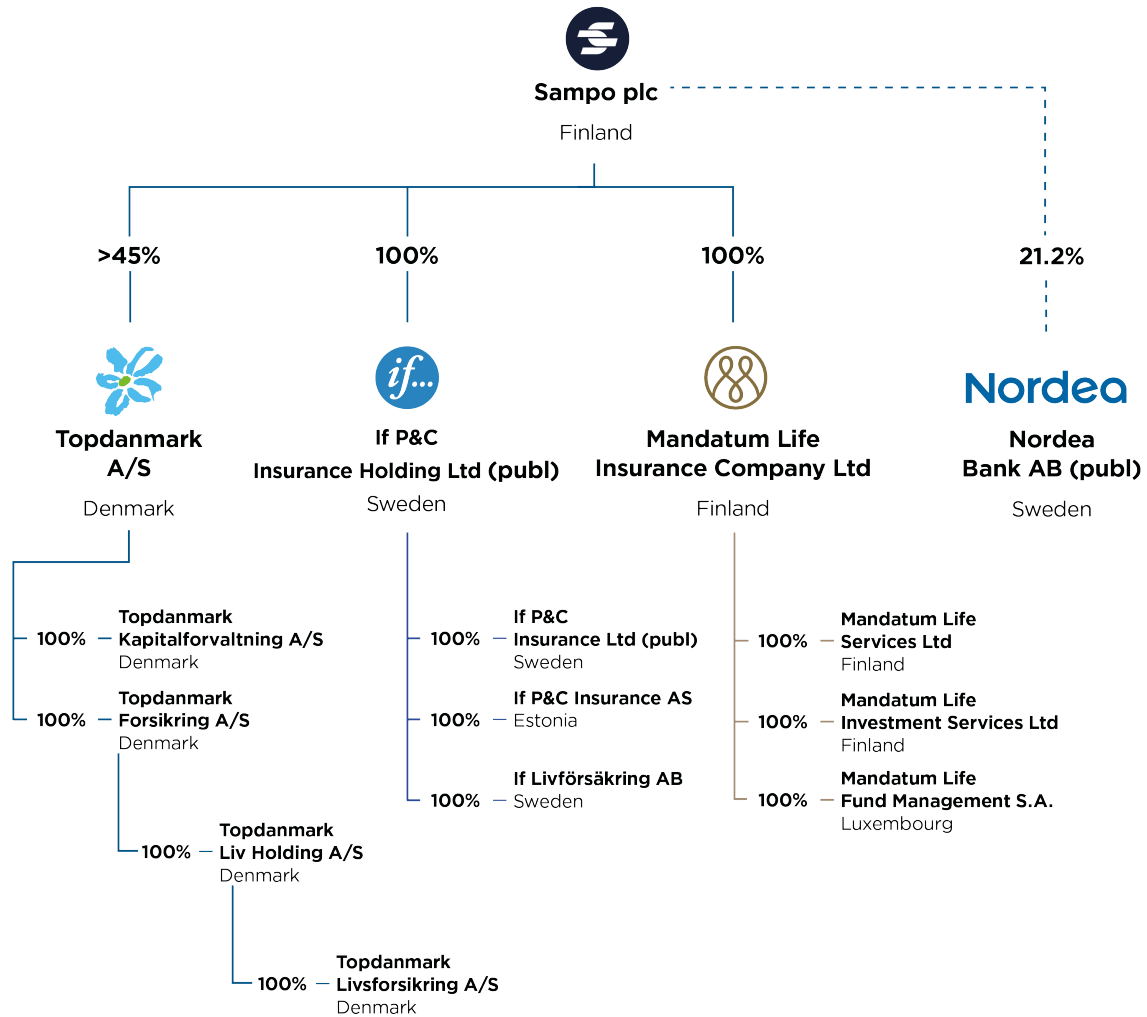 Sampo plc
Finland
>45%
100%
100%
21.2%
if...
Nordea
Topdanmark
A/S
Denmark
If P&C
Insurance Holding Ltd (publ)
Sweden
Mandatum Life
Insurance Company Ltd
Finland
Nordea
Bank AB (publ)
Sweden
100%
Topdanmark
Kapitalforvaltning A/S
Denmark
100%
Topdanmark
Forsikring A/S
Denmark
100%
Topdanmark
Liv Holding A/S
Denmark
100%
Topdanmark
Livsforsikring A/S
Denmark
100%
If P&C
Insurance Ltd (publ)
Sweden
100%
If P&C Insurance AS
Estonia
100%
If Livförsäkring AB
Sweden
100%
Mandatum Life
Services Ltd
Finland
100%
Mandatum Life
Investment Services Ltd
Finland
100%
Mandatum Life
Fund Management S.A.
Luxembourg